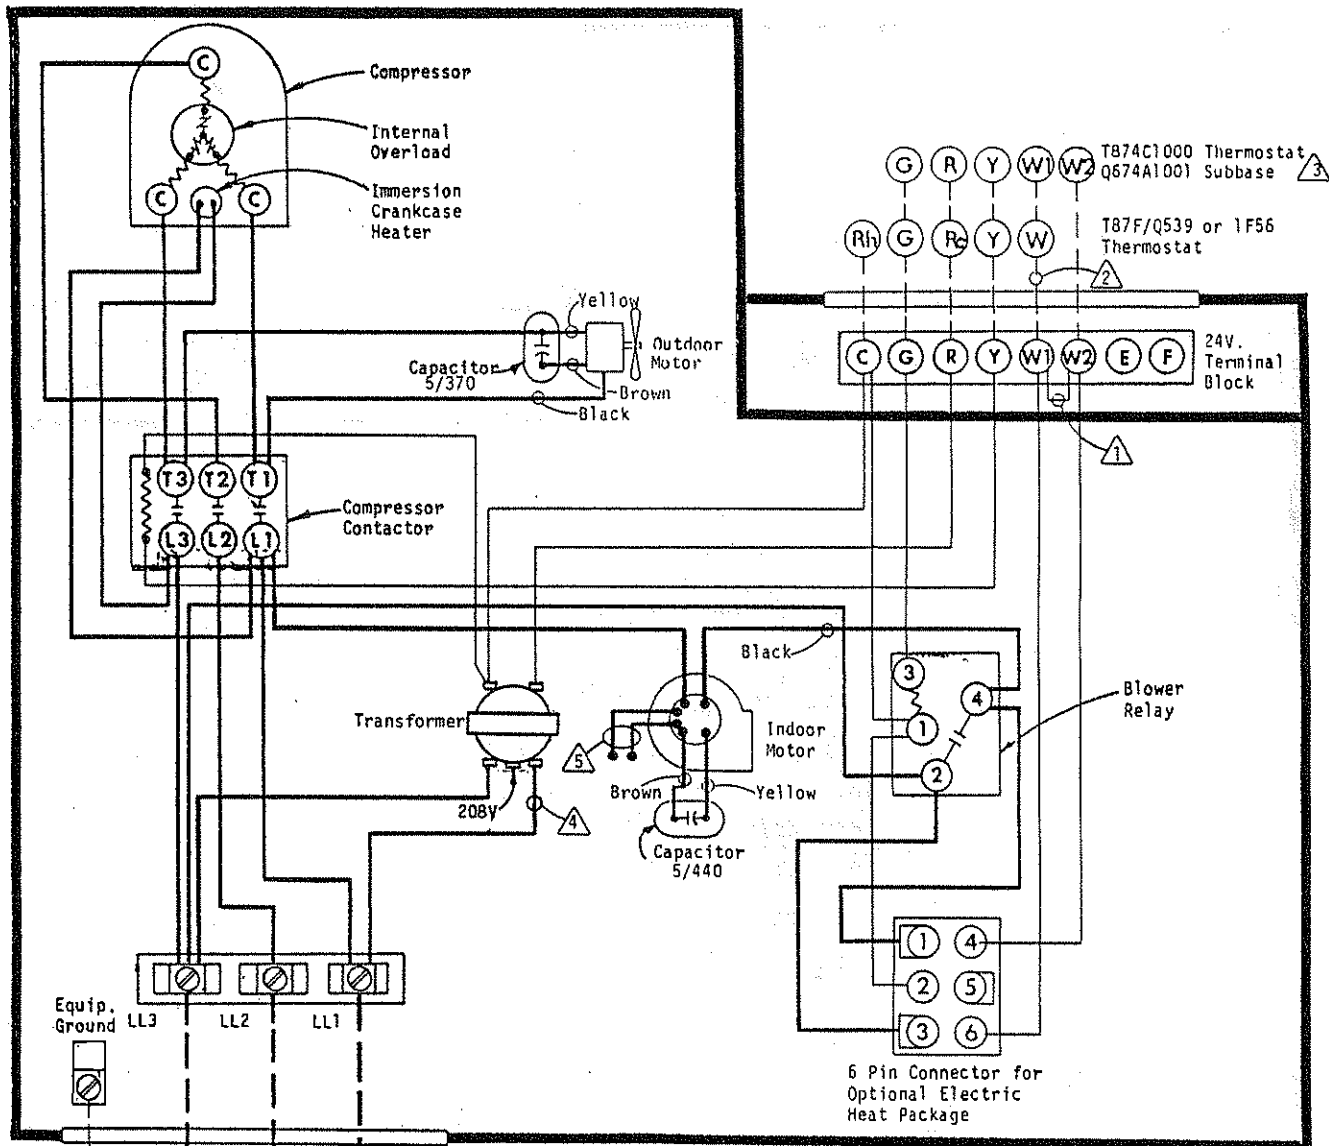 C
Compressor
Internal
Overload
C
C
Immersion
Crankcase
Heater
G
R
Y
W1
W2
T874C1000 Thermostat
Q674A1001 Subbase
3
Rh
G
Rc
Y
W
T87F/Q539 or 1F56
Thermostat
2
Yellow
Capacitor
5/370
Outdoor
Motor
Brown
Black
C
G
R
Y
W1
W2
E
F
24V.
Terminal
Block
1
T3
T2
T1
L3
L2
L1
Compressor
Contactor
Black
3
4
1
2
Blower
Relay
Transformer
208V
4
5
Indoor
Motor
Brown
Yellow
Capacitor
5/440
1
4
2
5
3
6
6 Pin Connector for
Optional Electric
Heat Package
Equip.
Ground
LL3
LL2
LL1